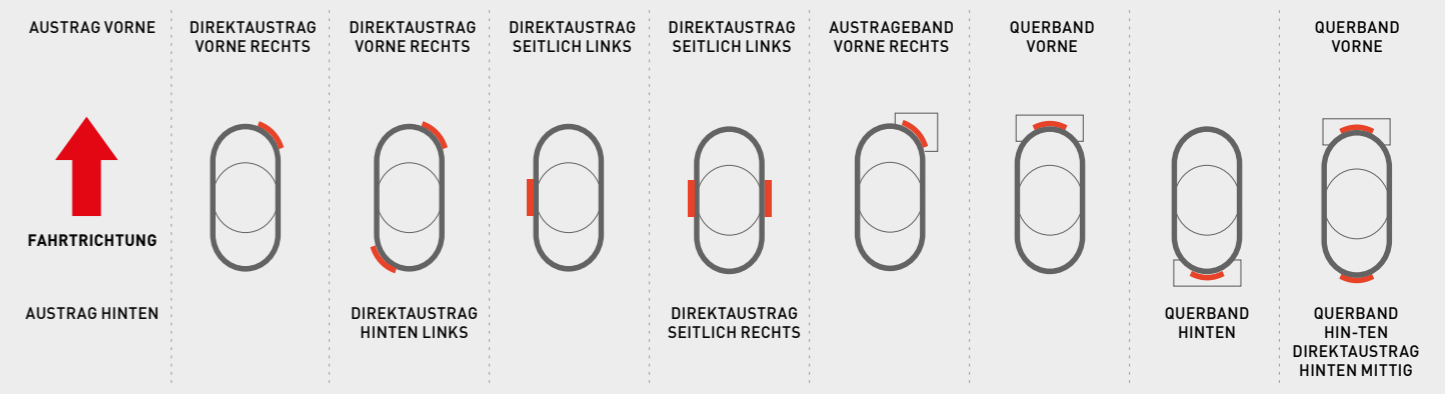 AUSTRAG VORNE
DIREKTAUSTRAG
VORNE RECHTS
DIREKTAUSTRAG
VORNE RECHTS
DIREKTAUSTRAG
SEITLICH LINKS
DIREKTAUSTRAG
SEITLICH LINKS
AUSTRAGEBAND
VORNE RECHTS
QUERBAND
VORNE
QUERBAND
VORNE
FAHRTRICHTUNG
AUSTRAG HINTEN
DIREKTAUSTRAG
HINTEN LINKS
DIREKTAUSTRAG
SEITLICH RECHTS
QUERBAND
HINTEN
QUERBAND
HIN-TEN
DIREKTAUSTRAG
HINTEN MITTIG